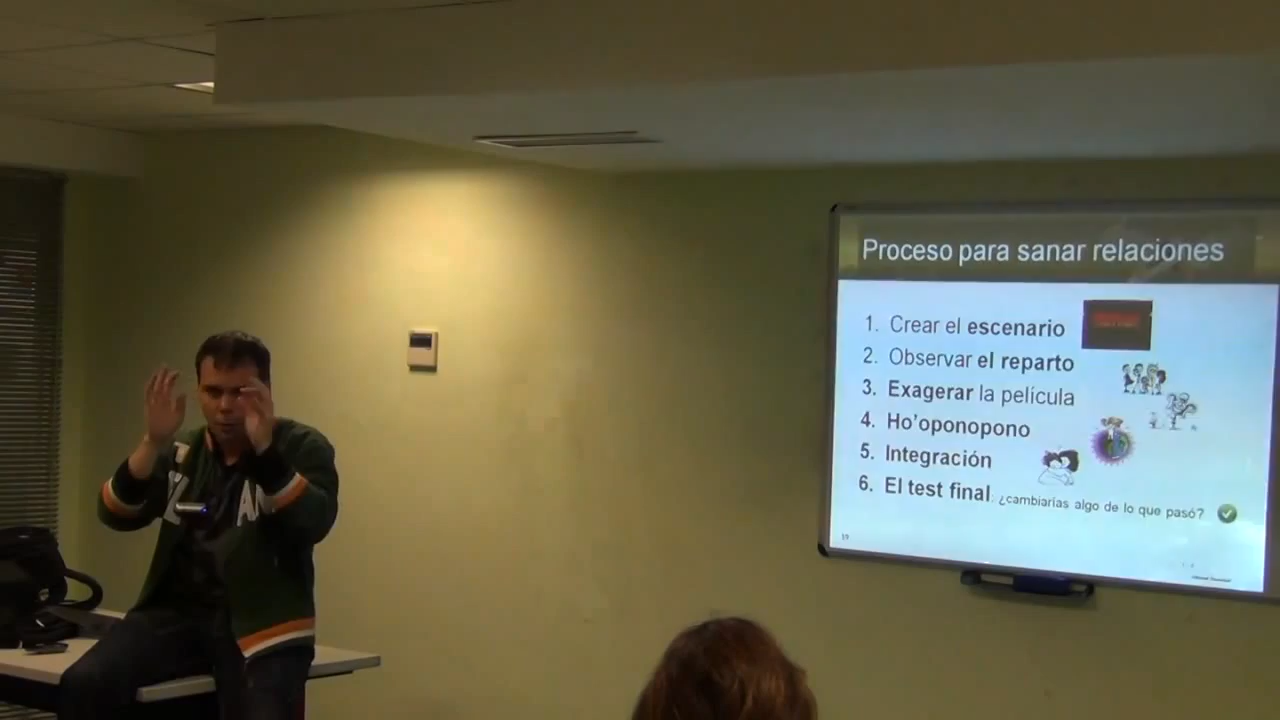 Proceso para sanar relaciones
1. Crear el escenario
2. Observar el reparto
3. Exagerar la película
4. Ho'oponopono
5. Integración
6. El test final: ¿cambiarías algo de lo que pasó?
19